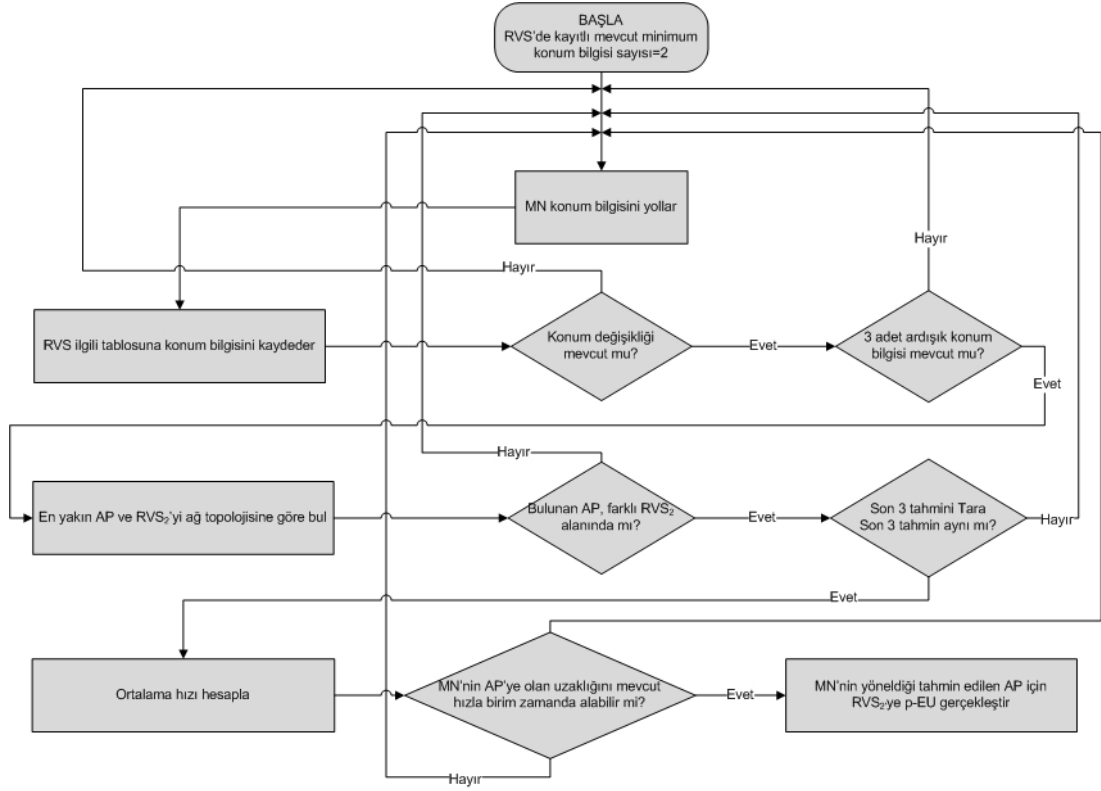 BAŞLA
RVS'de kayıtlı mevcut minimum
konum bilgisi sayısı=2
MN konum bilgisini yollar
Hayır
Hayır
RVS ilgili tablosuna konum bilgisini kaydeder
Konum değişikliği
mevcut mu?
Evet
3 adet ardışık konum
bilgisi mevcut mu?
Evet
Hayır
En yakın AP ve RVS₂'yi ağ topolojisine göre bul
Bulunan AP, farklı RVS₂
alanında mı?
Evet
Son 3 tahmini Tara
Son 3 tahmin aynı mı?
Hayır
Evet
Ortalama hızı hesapla
MN'nin AP'ye olan uzaklığını mevcut
hızla birim zamanda alabilir mi?
Evet
MN'nin yöneldiği tahmin edilen AP için
RVS₂'ye p-EU gerçekleştir
Hayır